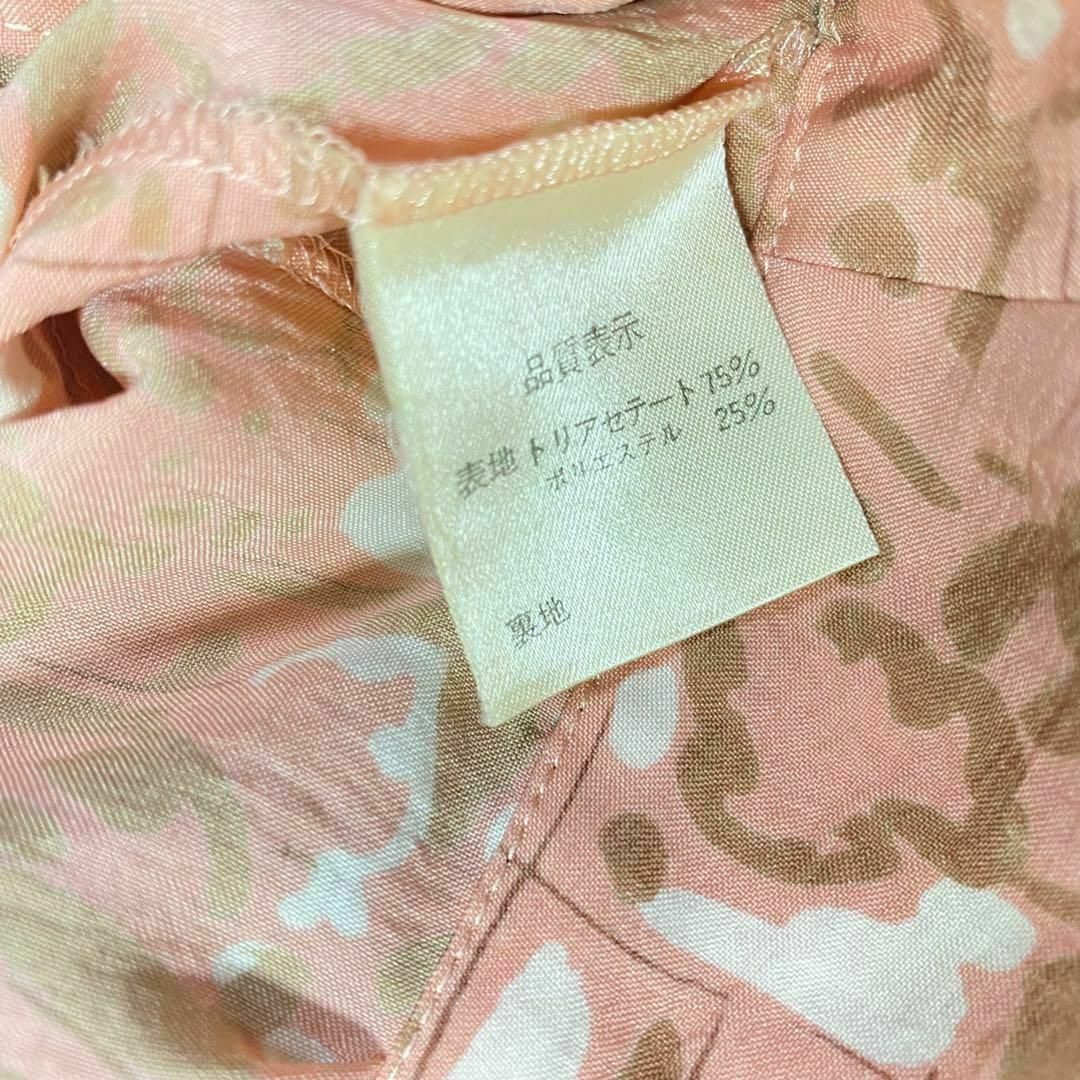 品質表示
表地 トリアセテート 75%
ポリエステル 25%
裏地